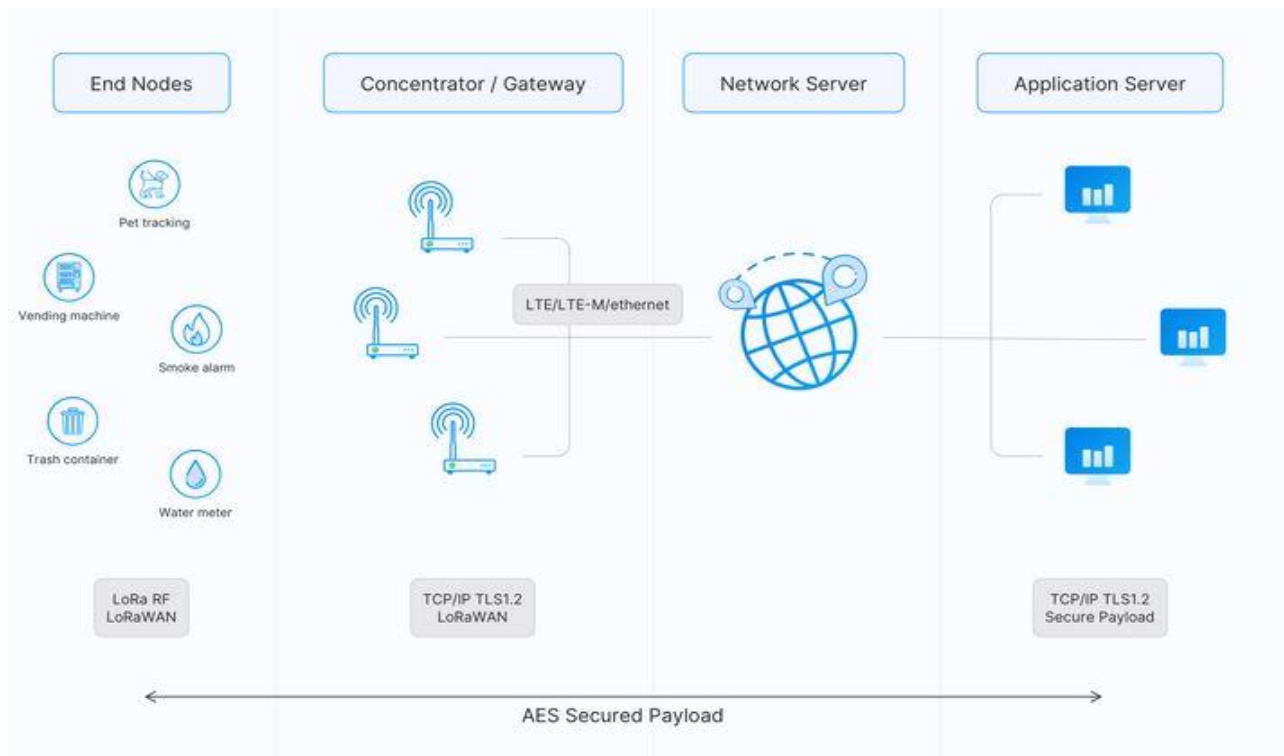 End Nodes
Concentrator / Gateway
Network Server
Application Server
Pet tracking
Vending machine
Smoke alarm
Trash container
Water meter
LTE/LTE-M/ethernet
LoRa RF
LoRaWAN
TCP/IP TLS1.2
LoRaWAN
TCP/IP TLS1.2
Secure Payload
AES Secured Payload